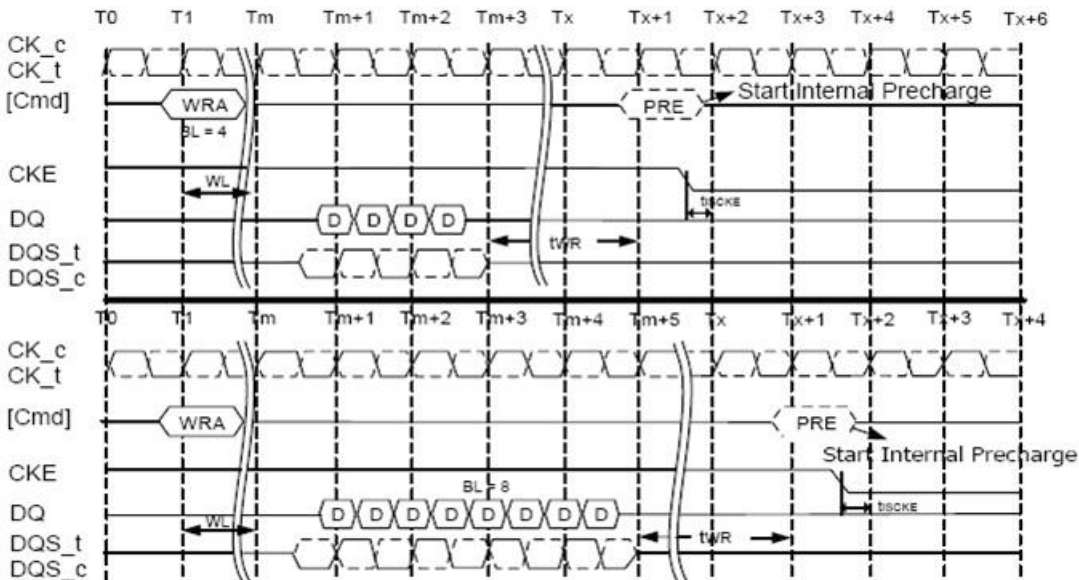 T0 T1 Tm Tm+1 Tm+2 Tm+3 Tx Tx+1 Tx+2 Tx+3 Tx+4 Tx+5 Tx+6
CK_c
CK_t
[Cmd] WRA PRE Start Internal Precharge
BL = 4
CKE
WL tISCKE
DQ D D D D
tWR
DQS_t
DQS_c
T0 T1 Tm Tm+1 Tm+2 Tm+3 Tm+4 Tm+5 Tx Tx+1 Tx+2 Tx+3 Tx+4
CK_c
CK_t
[Cmd] WRA PRE
Start Internal Precharge
CKE
BL = 8
DQ D D D D D D D D tISCKE
WL
tWR
DQS_t
DQS_c